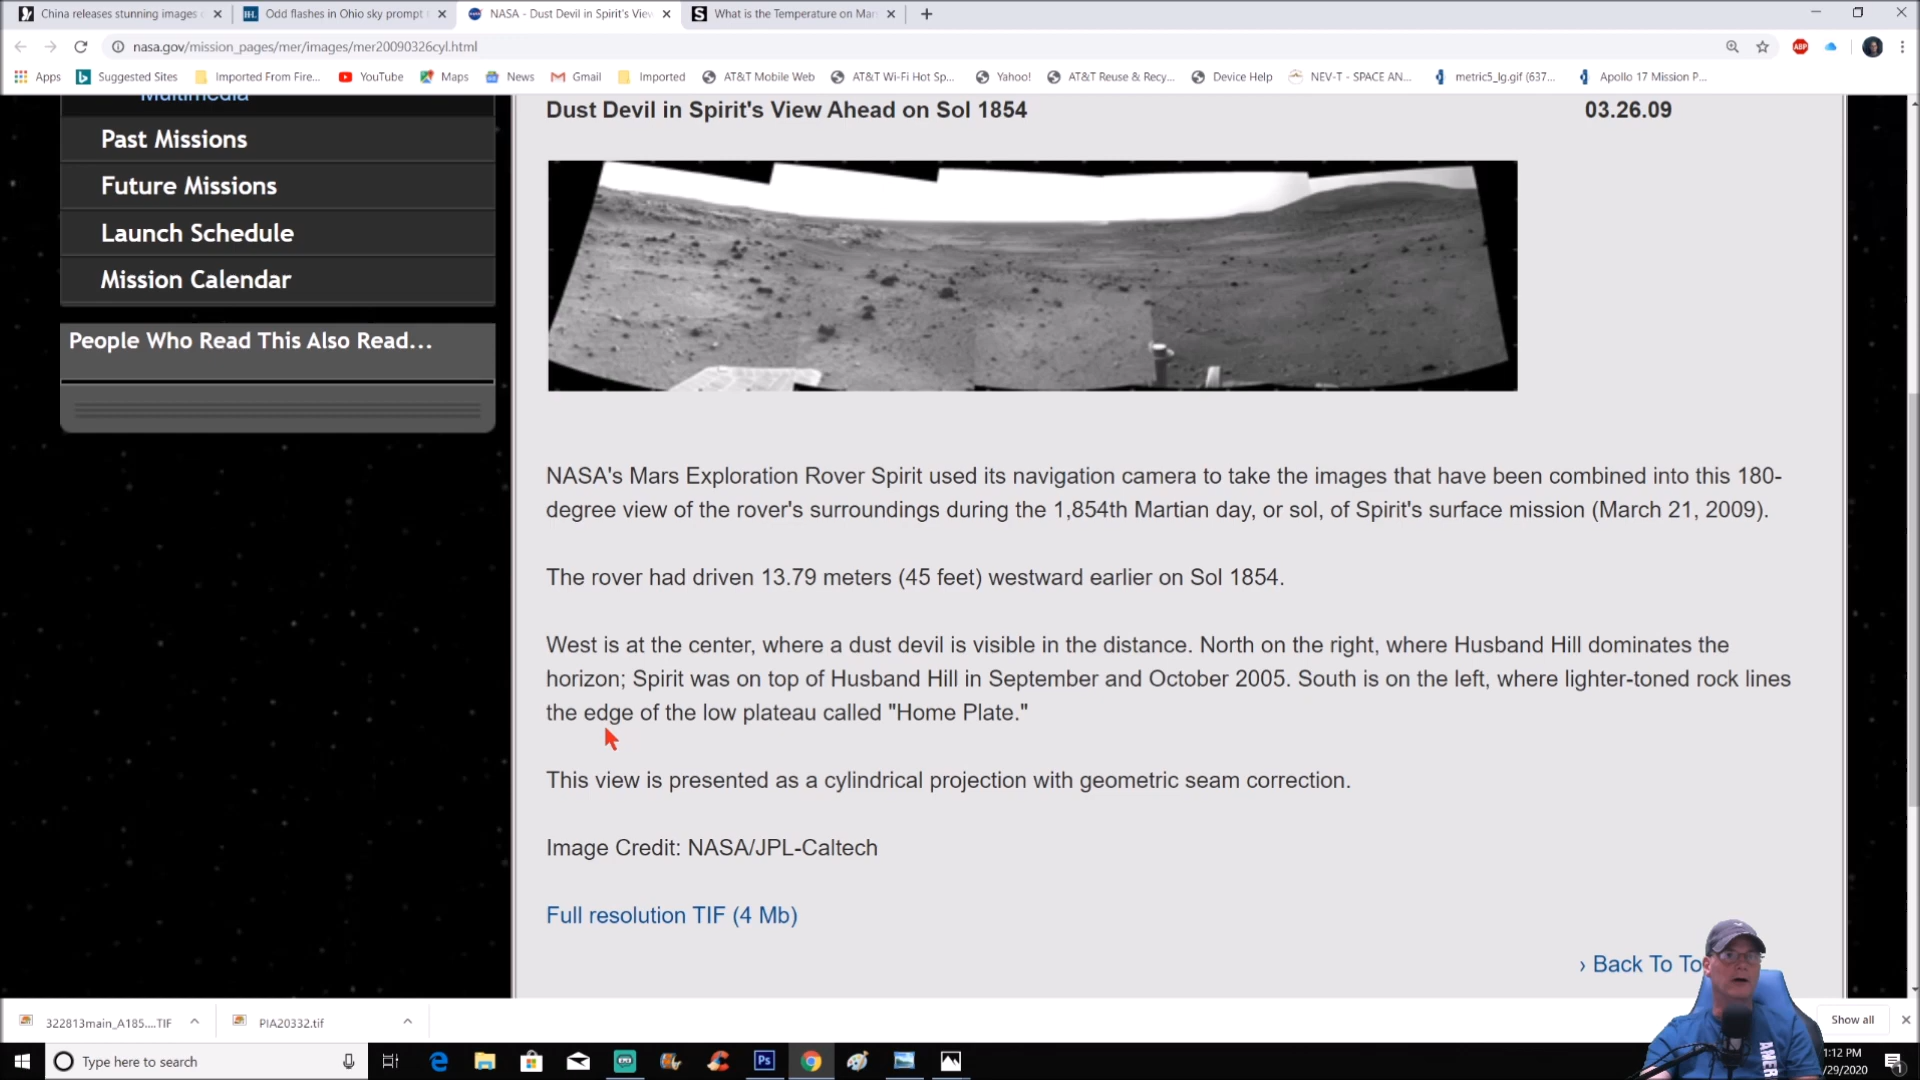 China releases stunning images
Odd flashes in Ohio sky prompt
NASA - Dust Devil in Spirit's View
What is the Temperature on Mar
nasa.gov/mission_pages/mer/images/mer20090326cyl.html
ABP
Apps
Suggested Sites
Imported From Fire...
YouTube
Maps
News
Gmail
Imported
AT&T Mobile Web
AT&T Wi-Fi Hot Sp...
Yahoo!
AT&T Reuse & Recy...
Device Help
NEV-T - SPACE AN...
metric5_lg.gif (637...
Apollo 17 Mission P...
Multimedia
Past Missions
Future Missions
Launch Schedule
Mission Calendar
People Who Read This Also Read...
Dust Devil in Spirit's View Ahead on Sol 1854
03.26.09
NASA's Mars Exploration Rover Spirit used its navigation camera to take the images that have been combined into this 180-
degree view of the rover's surroundings during the 1,854th Martian day, or sol, of Spirit's surface mission (March 21, 2009).
The rover had driven 13.79 meters (45 feet) westward earlier on Sol 1854.
West is at the center, where a dust devil is visible in the distance. North on the right, where Husband Hill dominates the
horizon; Spirit was on top of Husband Hill in September and October 2005. South is on the left, where lighter-toned rock lines
the edge of the low plateau called "Home Plate."
This view is presented as a cylindrical projection with geometric seam correction.
Image Credit: NASA/JPL-Caltech
Full resolution TIF (4 Mb)
› Back To To
322813main_A185....TIF
PIA20332.tif
Show all
Type here to search
Ps
AMER
1:12 PM
/29/2020
1